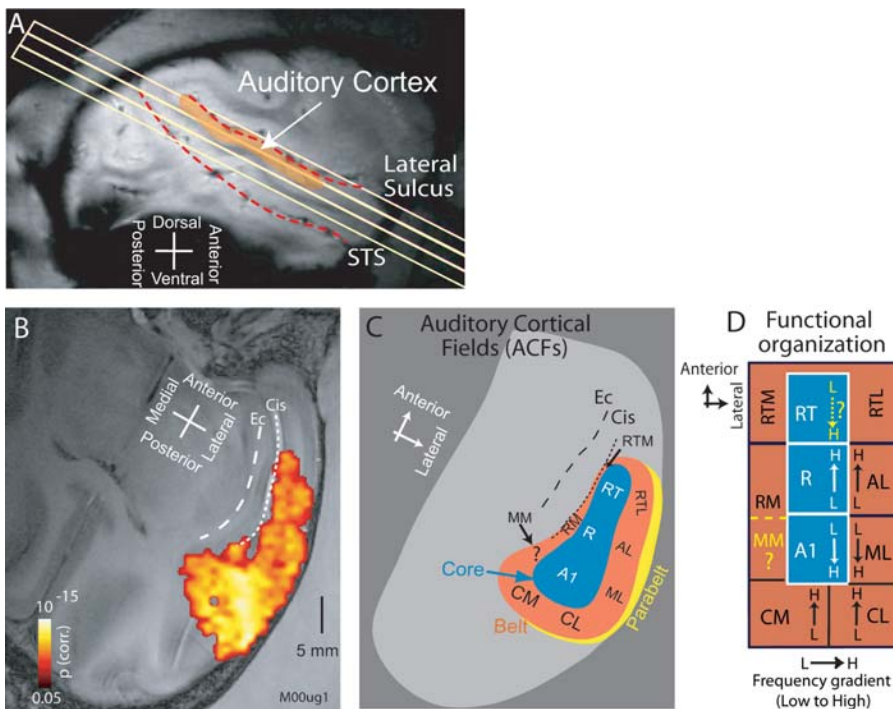 A
Auditory Cortex
Lateral
Sulcus
STS
Dorsal
Posterior
Anterior
Ventral
B
Anterior
Medial
Lateral
Posterior
Ec
Cis
10 -15
p (corr.)
0.05
5 mm
M00ug1
C
Auditory Cortical
Fields (ACFs)
Anterior
Lateral
Ec
Cis
RTM
RT
RTL
MM
RM
?
R
AL
A1
ML
Core
CM
CL
Belt
Parabelt
D
Functional
organization
Anterior
Lateral
RTM
RT
L
?
H
RTL
RM
R
H
L
H
L
AL
MM
?
A1
L
H
L
H
ML
CM
H
L
H
L
CL
L H
Frequency gradient
(Low to High)